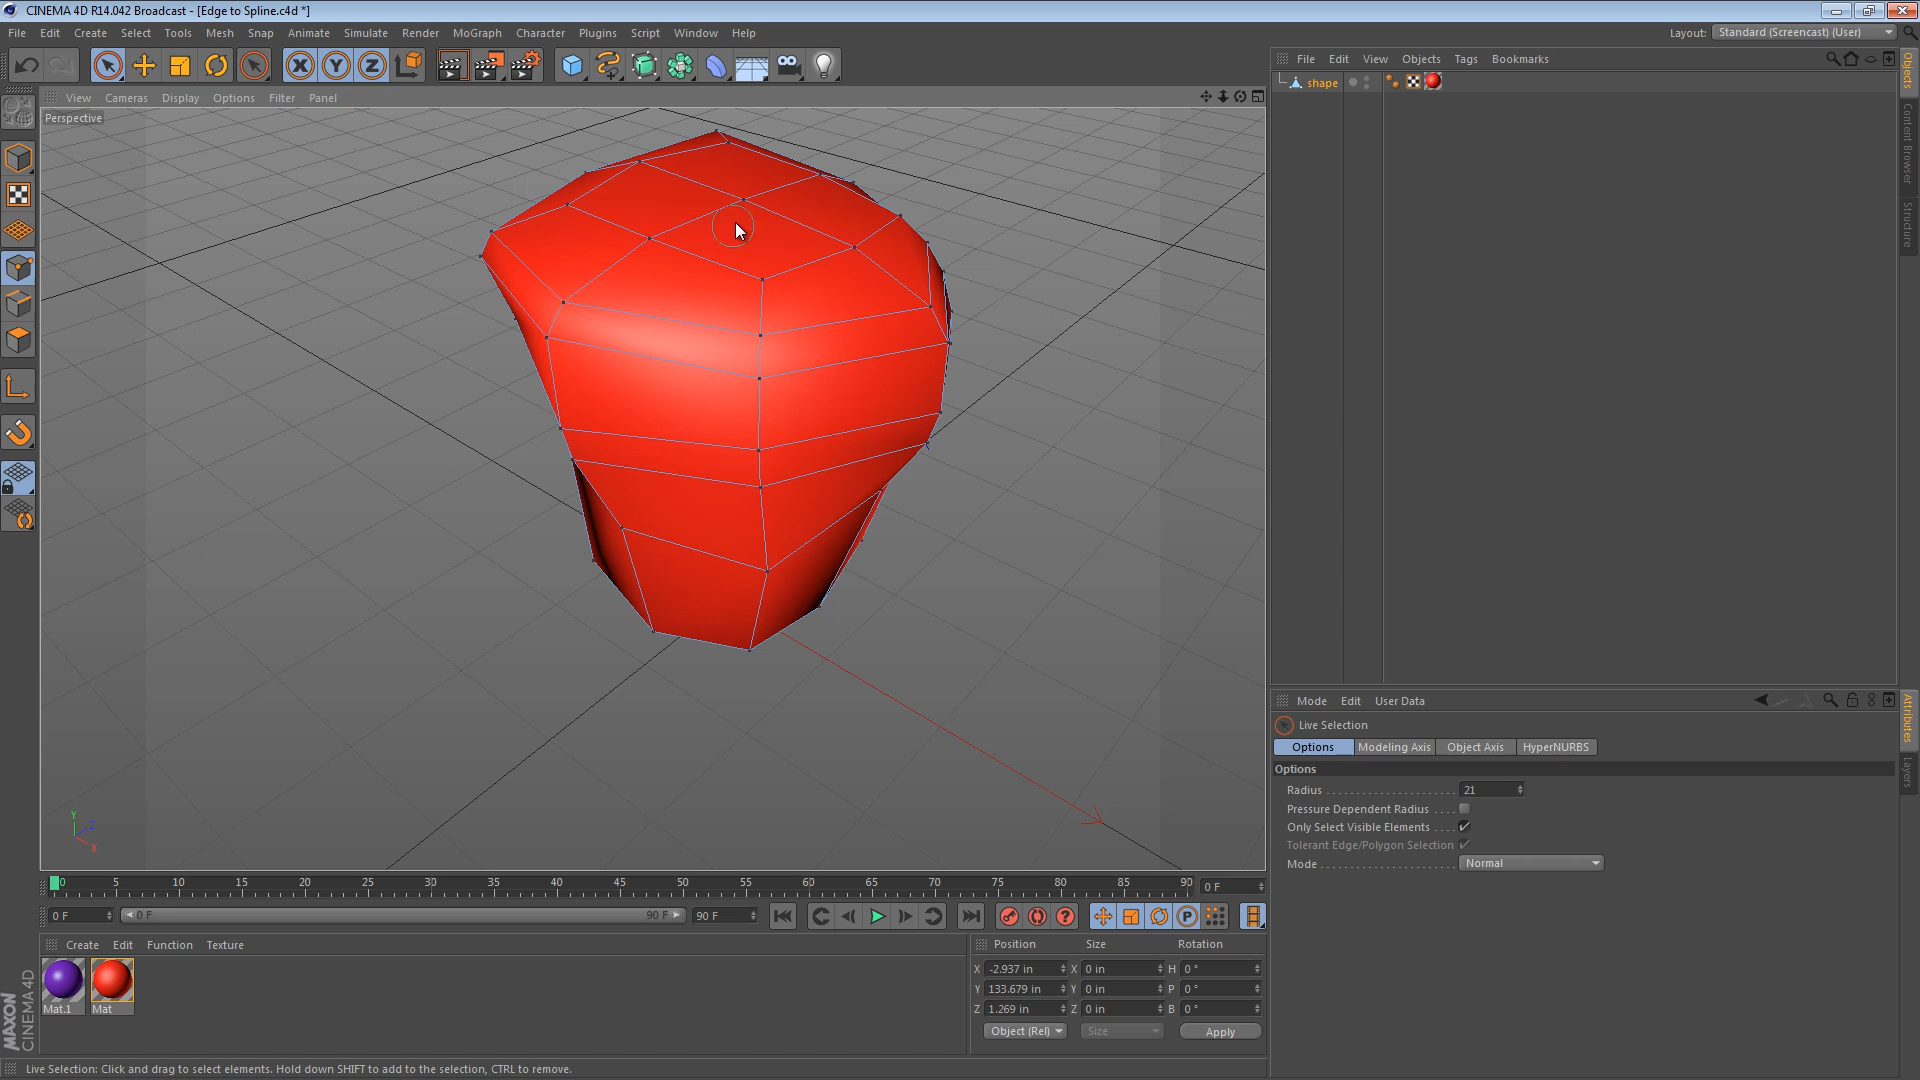 CINEMA 4D R14.042 Broadcast - [Edge to Spline.c4d *]
File Edit Create Select Tools Mesh Snap Animate Simulate Render MoGraph Character Plugins Script Window Help
Layout: Standard (Screencast) (User)
View Cameras Display Options Filter Panel
Perspective
File Edit View Objects Tags Bookmarks
shape
Objects
Content Browser
Structure
Y
Z
X
Mode Edit User Data
Live Selection
Options Modeling Axis Object Axis HyperNURBS
Options
Radius 21
Pressure Dependent Radius
Only Select Visible Elements
Tolerant Edge/Polygon Selection
Mode Normal
Attributes
Layers
0 5 10 15 20 25 30 35 40 45 50 55 60 65 70 75 80 85 90 0 F
0 F 0 F 90 F 90 F
Create Edit Function Texture
Mat.1 Mat
Position Size Rotation
X -2.937 in X 0 in H 0 °
Y 133.679 in Y 0 in P 0 °
Z 1.269 in Z 0 in B 0 °
Object (Rel) Size Apply
MAXON
CINEMA 4D
Live Selection: Click and drag to select elements. Hold down SHIFT to add to the selection, CTRL to remove.